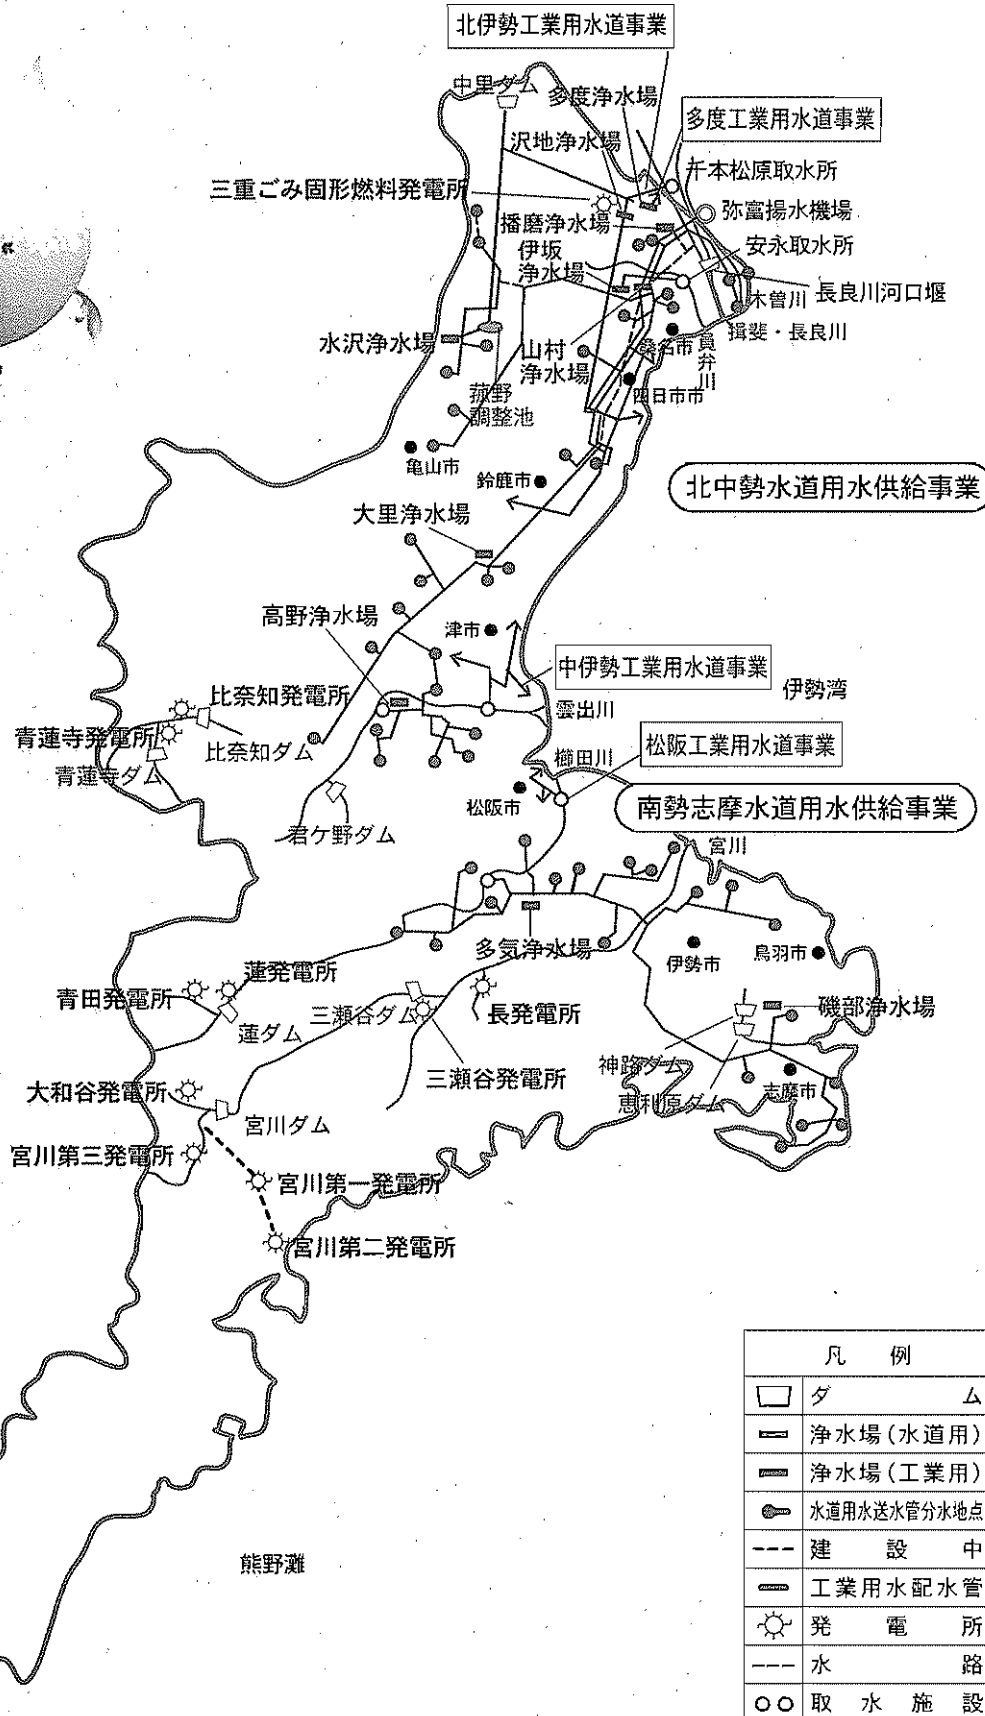 北伊勢工業用水道事業
中里ダム
多度浄水場
多度工業用水道事業
沢地浄水場
千本松原取水所
三重ごみ固形燃料発電所
弥富揚水機場
播磨浄水場
安永取水所
伊坂
浄水場
長良川河口堰
木曽川
揖斐・長良川
水沢浄水場
山村
浄水場
桑名市
員弁川
菰野
調整池
四日市市
亀山市
鈴鹿市
北中勢水道用水供給事業
大里浄水場
高野浄水場
津市
中伊勢工業用水道事業
伊勢湾
比奈知発電所
雲出川
青蓮寺発電所
比奈知ダム
松阪工業用水道事業
青蓮寺ダム
櫛田川
松阪市
南勢志摩水道用水供給事業
君ケ野ダム
宮川
多気浄水場
伊勢市
鳥羽市
蓮発電所
青田発電所
三瀬谷ダム
長発電所
磯部浄水場
蓮ダム
神路ダム
三瀬谷発電所
大和谷発電所
恵利原ダム
志摩市
宮川ダム
宮川第三発電所
宮川第一発電所
宮川第二発電所
凡例
ダム
浄水場(水道用)
浄水場(工業用)
水道用水送水管分水地点
建設中
工業用水配水管
発電所
水路
取水施設
熊野灘